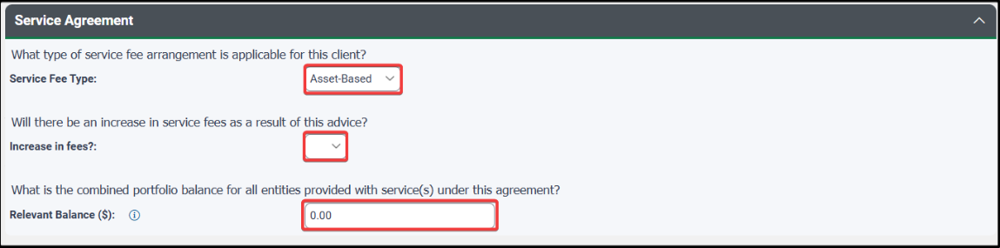 Service Agreement
What type of service fee arrangement is applicable for this client?
Service Fee Type: Asset-Based
Will there be an increase in service fees as a result of this advice?
Increase in fees?:
What is the combined portfolio balance for all entities provided with service(s) under this agreement?
Relevant Balance ($): 0.00